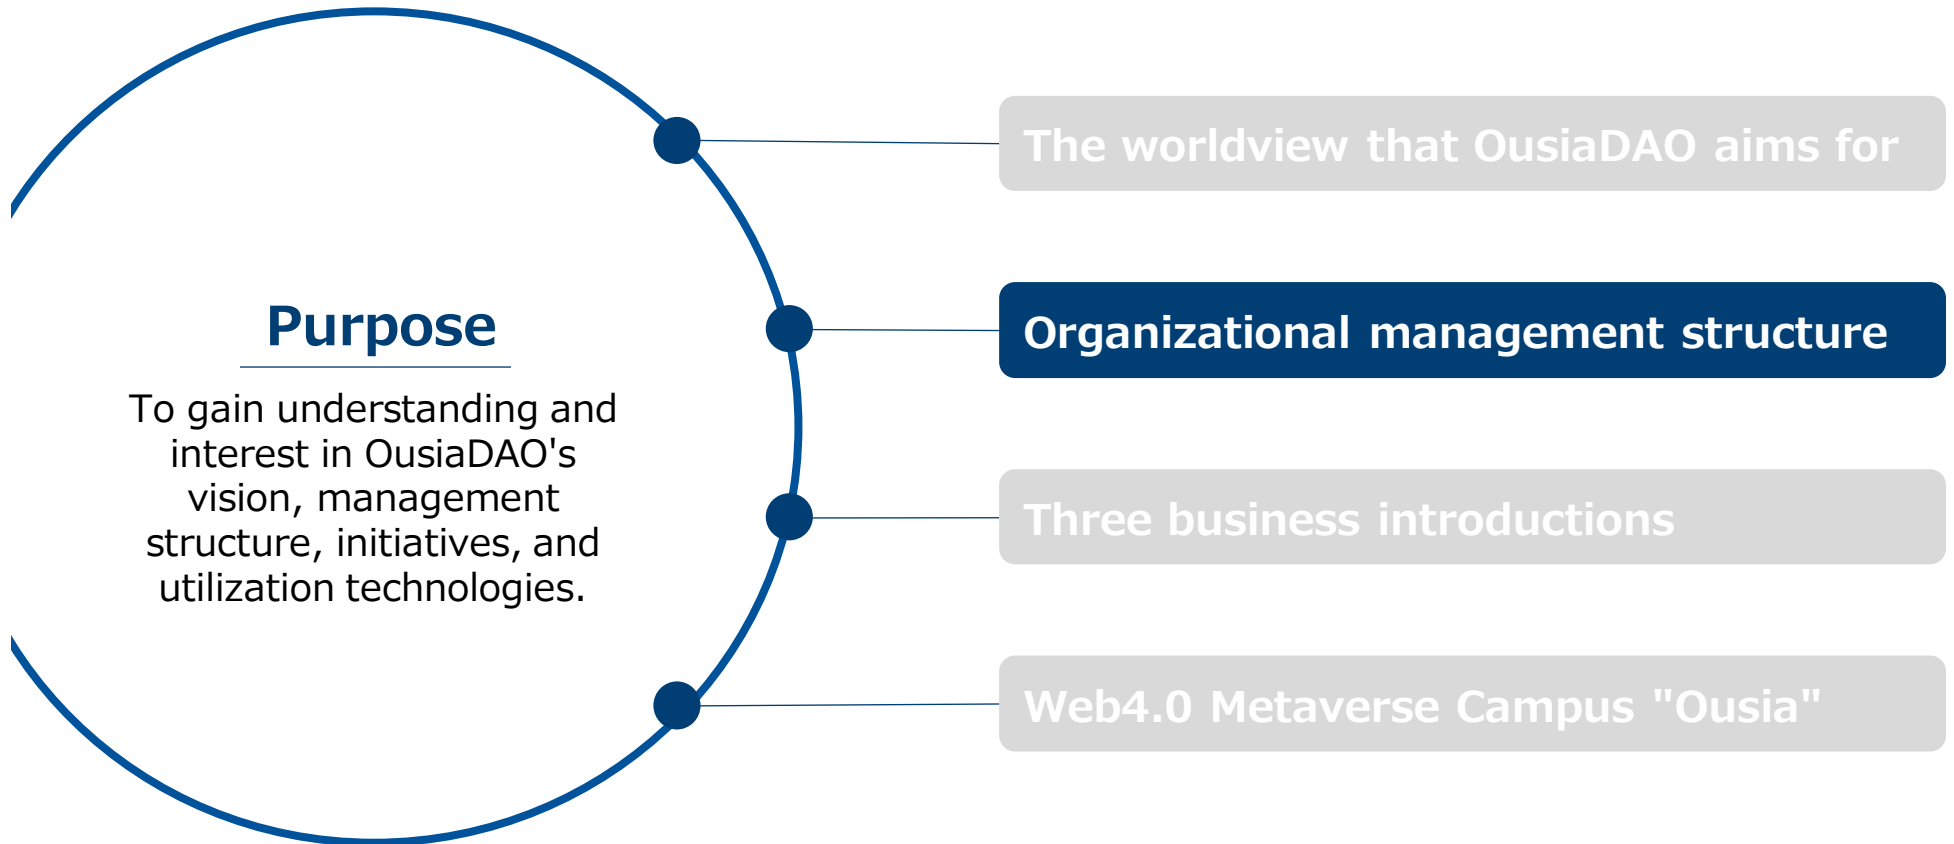 Purpose
To gain understanding and
interest in OusiaDAO's
vision, management
structure, initiatives, and
utilization technologies.
The worldview that OusiaDAO aims for
Organizational management structure
Three business introductions
Web4.0 Metaverse Campus "Ousia"